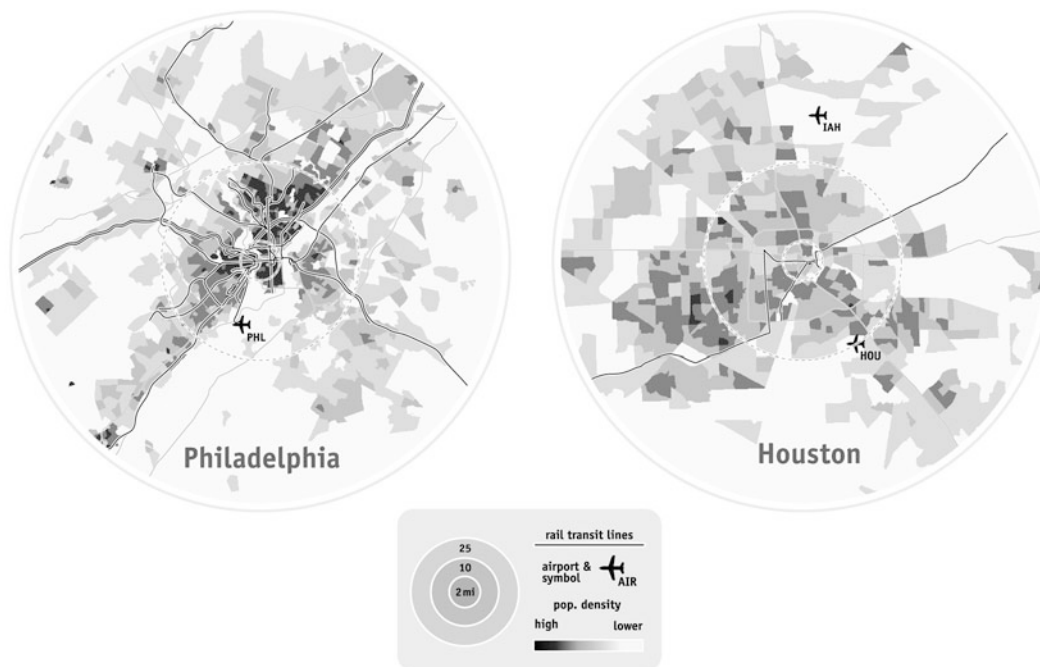 IAH
PHL
HOU
Philadelphia
Houston
25
10
2 mi
rail transit lines
airport &
symbol
AIR
pop. density
high lower